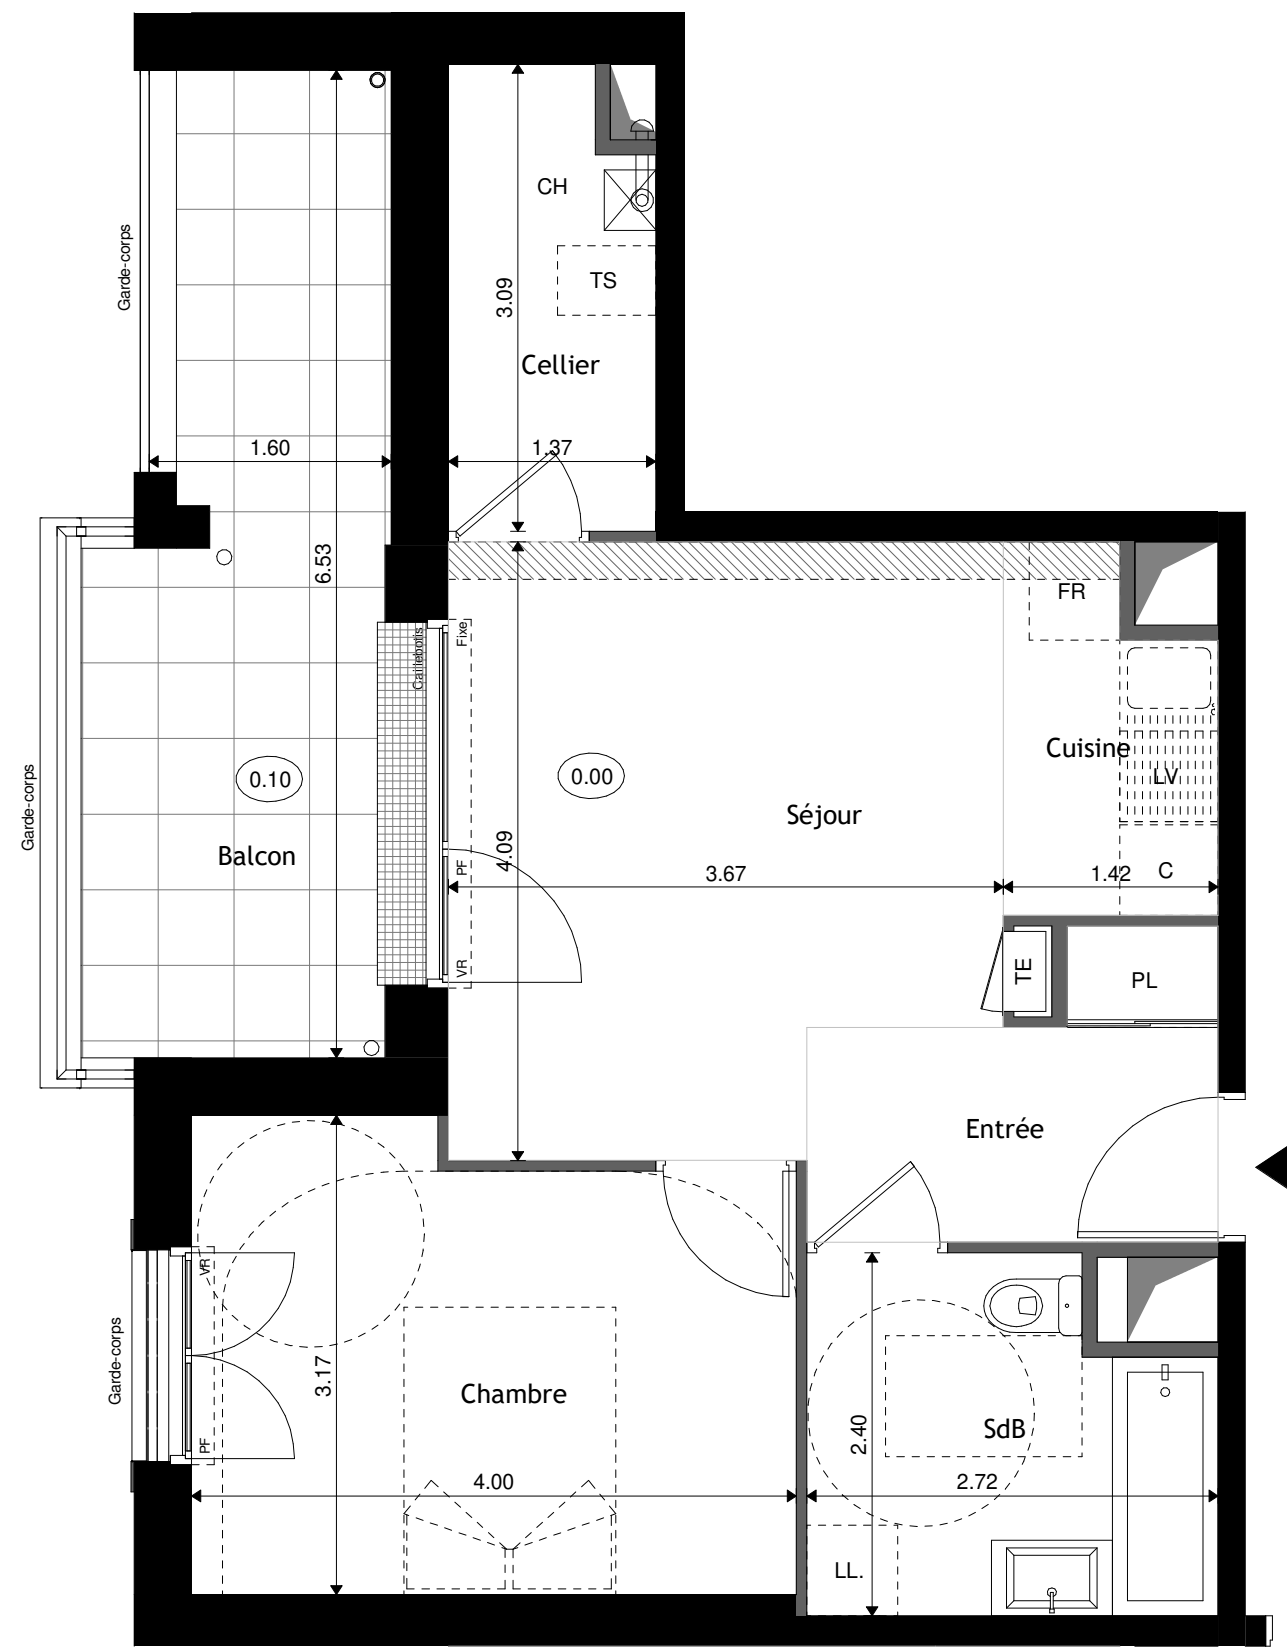 CH
Garde-corps
TS
3.09
Cellier
1.60
1.37
6.53
FR
Fixe
Caillebotis
Cuisine
LV
0.10
0.00
Séjour
Garde-corps
4.09
Balcon
PF
3.67
1.42
C
VR
TE
PL
Entrée
VR
Garde-corps
3.17
Chambre
SdB
2.40
PF
4.00
2.72
LL.